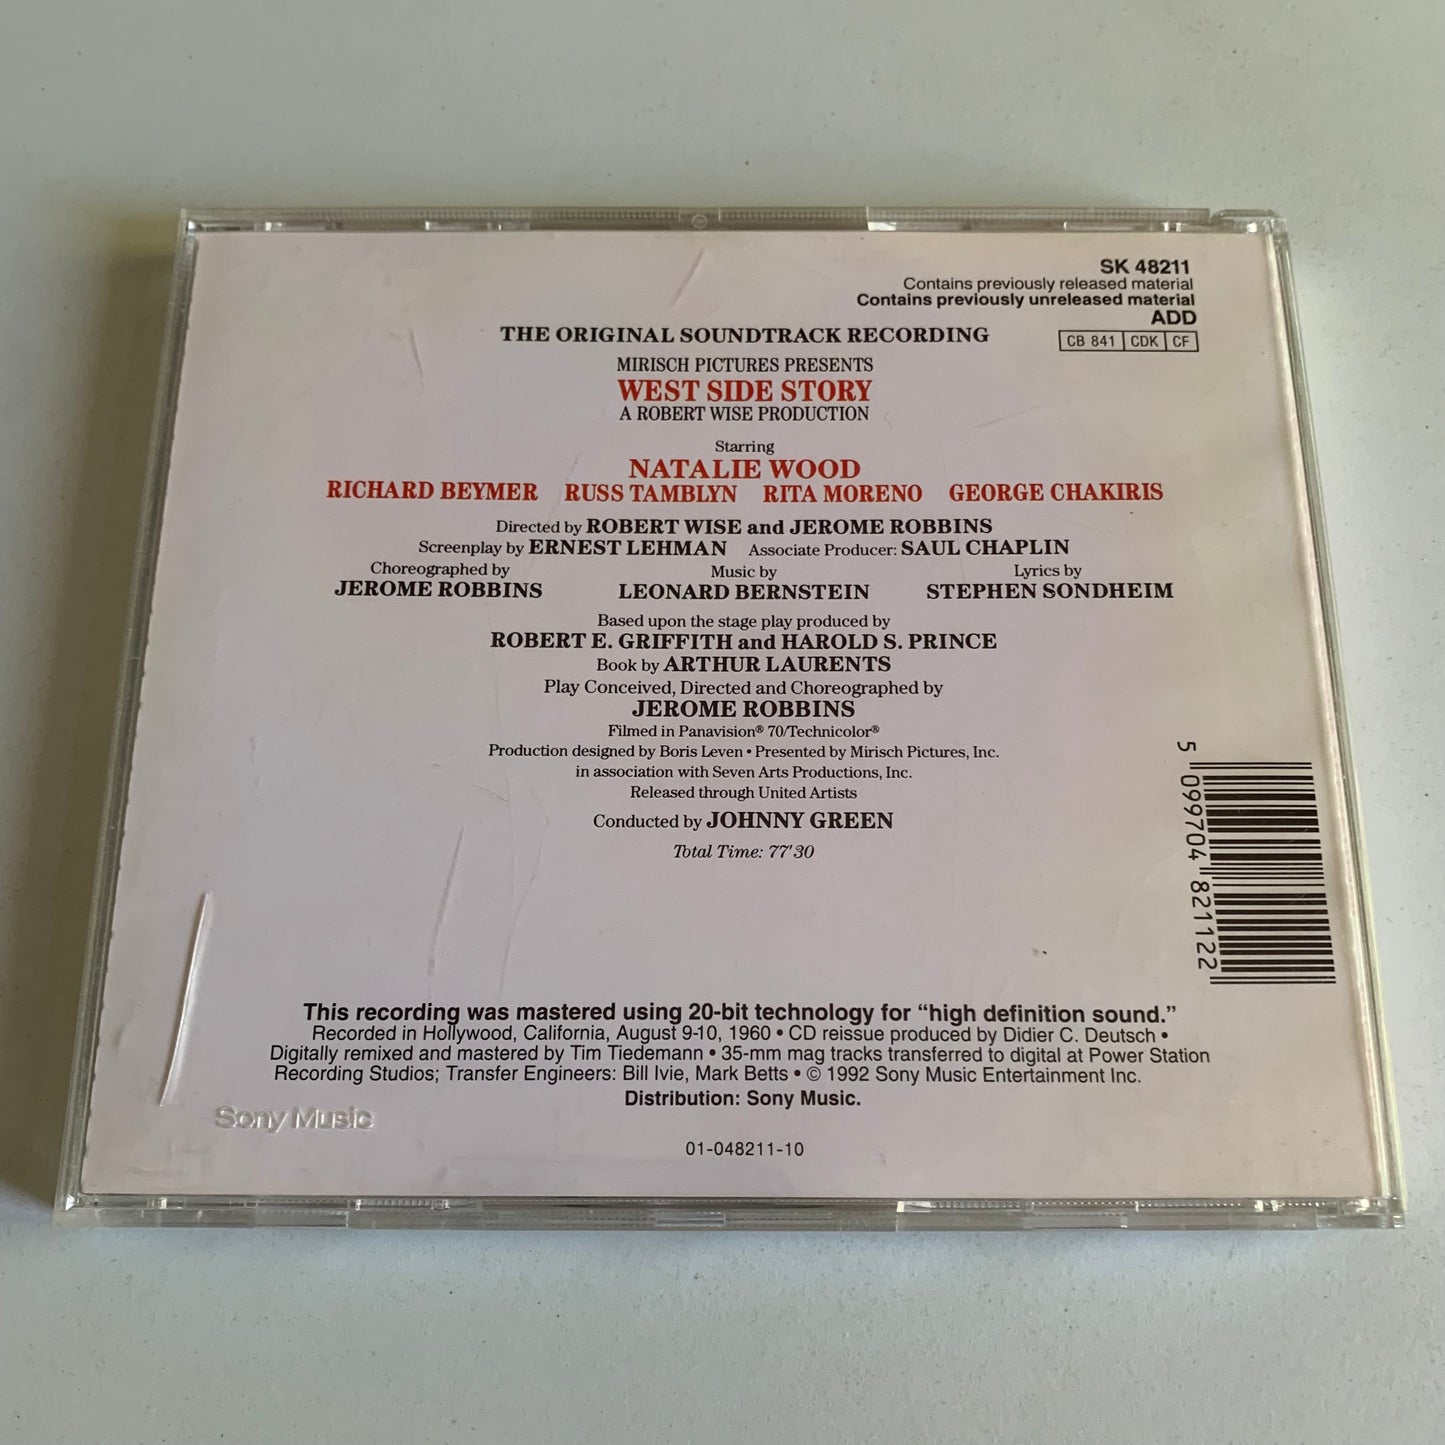 SK 48211
Contains previously released material
Contains previously unreleased material
ADD
CB 841 CDK CF
THE ORIGINAL SOUNDTRACK RECORDING
MIRISCH PICTURES PRESENTS
WEST SIDE STORY
A ROBERT WISE PRODUCTION
Starring
NATALIE WOOD
RICHARD BEYMER RUSS TAMBLYN RITA MORENO GEORGE CHAKIRIS
Directed by ROBERT WISE and JEROME ROBBINS
Screenplay by ERNEST LEHMAN Associate Producer: SAUL CHAPLIN
Choreographed by Music by Lyrics by
JEROME ROBBINS LEONARD BERNSTEIN STEPHEN SONDHEIM
Based upon the stage play produced by
ROBERT E. GRIFFITH and HAROLD S. PRINCE
Book by ARTHUR LAURENTS
Play Conceived, Directed and Choreographed by
JEROME ROBBINS
Filmed in Panavision® 70/Technicolor®
Production designed by Boris Leven • Presented by Mirisch Pictures, Inc.
in association with Seven Arts Productions, Inc.
Released through United Artists
Conducted by JOHNNY GREEN
Total Time: 77'30
5 099704 821122
This recording was mastered using 20-bit technology for “high definition sound.”
Recorded in Hollywood, California, August 9-10, 1960 • CD reissue produced by Didier C. Deutsch •
Digitally remixed and mastered by Tim Tiedemann • 35-mm mag tracks transferred to digital at Power Station
Recording Studios; Transfer Engineers: Bill Ivie, Mark Betts • © 1992 Sony Music Entertainment Inc.
Distribution: Sony Music.
Sony Music
01-048211-10